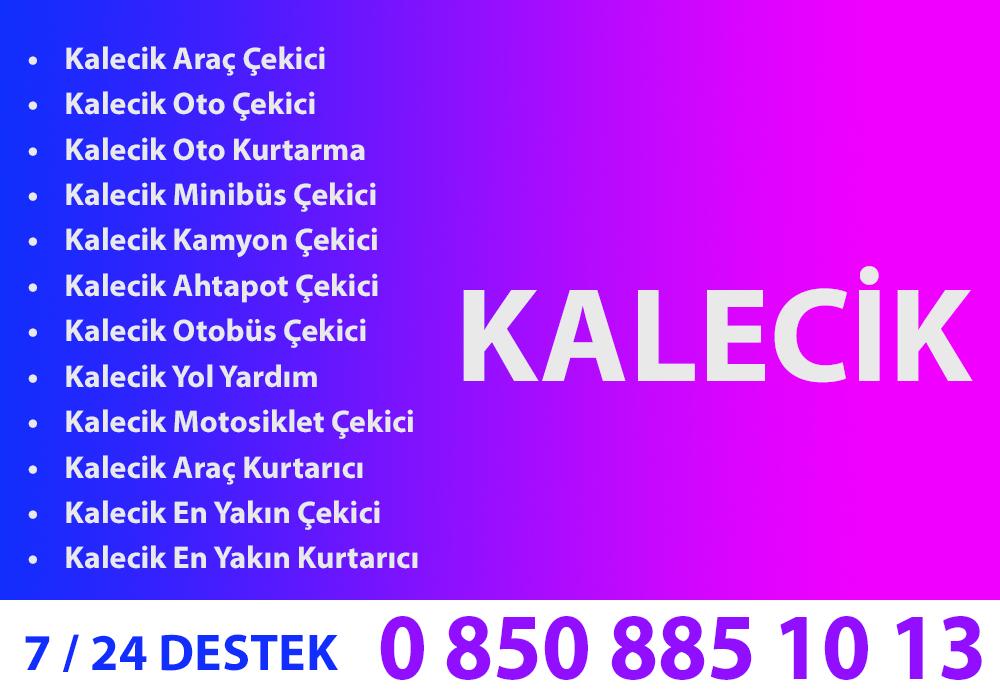 • Kalecik Araç Çekici
• Kalecik Oto Çekici
• Kalecik Oto Kurtarma
• Kalecik Minibüs Çekici
• Kalecik Kamyon Çekici
• Kalecik Ahtapot Çekici
• Kalecik Otobüs Çekici
• Kalecik Yol Yardım
• Kalecik Motosiklet Çekici
• Kalecik Araç Kurtarıcı
• Kalecik En Yakın Çekici
• Kalecik En Yakın Kurtarıcı
KALECİK
7 / 24 DESTEK
0 850 885 10 13